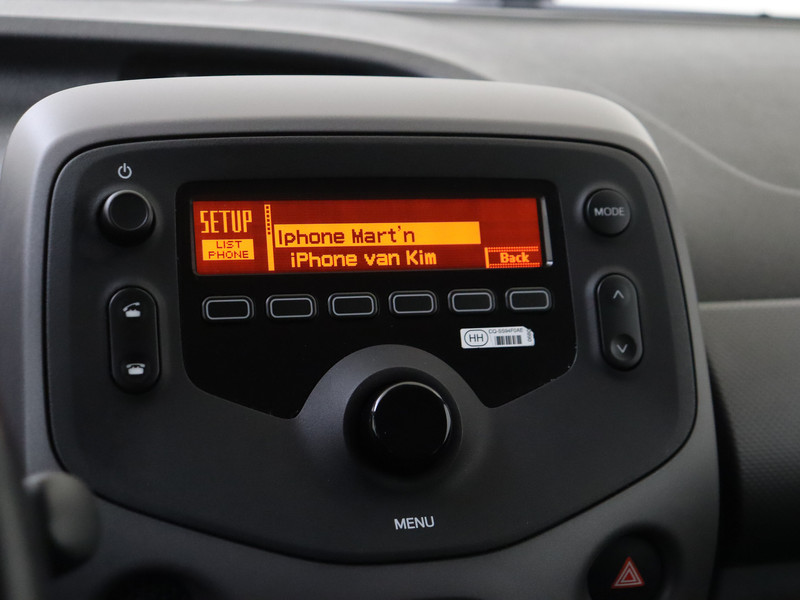 SETUP
LIST
PHONE
Iphone Mart'n
iPhone van Kim
Back
MODE
HH
MENU